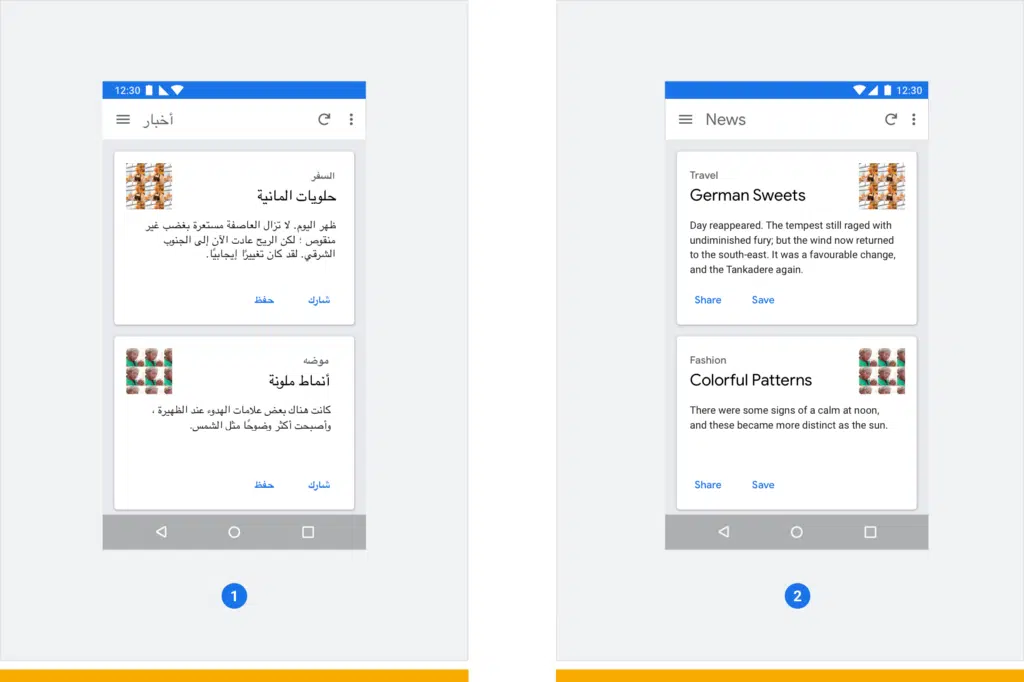 12:30
أخبار
السفر
حلويات المانية
ظهر اليوم. لا تزال العاصفة مستعرة بغضب غير
منقوص ؛ لكن الريح عادت الآن إلى الجنوب
الشرقي. لقد كان تغييرًا إيجابيًا.
شارك
حفظ
موضه
أنماط ملونة
كانت هناك بعض علامات الهدوء عند الظهيرة ،
وأصبحت أكثر وضوحًا مثل الشمس.
شارك
حفظ
1
12:30
News
Travel
German Sweets
Day reappeared. The tempest still raged with
undiminished fury; but the wind now returned
to the south-east. It was a favourable change,
and the Tankadere again.
Share
Save
Fashion
Colorful Patterns
There were some signs of a calm at noon,
and these became more distinct as the sun.
Share
Save
2